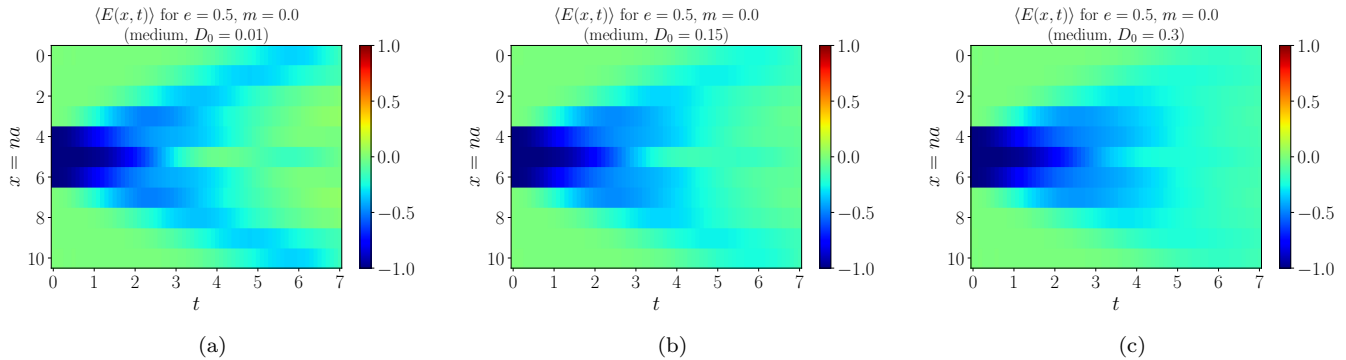 ⟨E(x, t)⟩ for e = 0.5, m = 0.0
(medium, D₀ = 0.01)
x = na
0
2
4
6
8
10
0 1 2 3 4 5 6 7
t
1.0
0.5
0.0
−0.5
−1.0
(a)
⟨E(x, t)⟩ for e = 0.5, m = 0.0
(medium, D₀ = 0.15)
x = na
0
2
4
6
8
10
0 1 2 3 4 5 6 7
t
1.0
0.5
0.0
−0.5
−1.0
(b)
⟨E(x, t)⟩ for e = 0.5, m = 0.0
(medium, D₀ = 0.3)
x = na
0
2
4
6
8
10
0 1 2 3 4 5 6 7
t
1.0
0.5
0.0
−0.5
−1.0
(c)